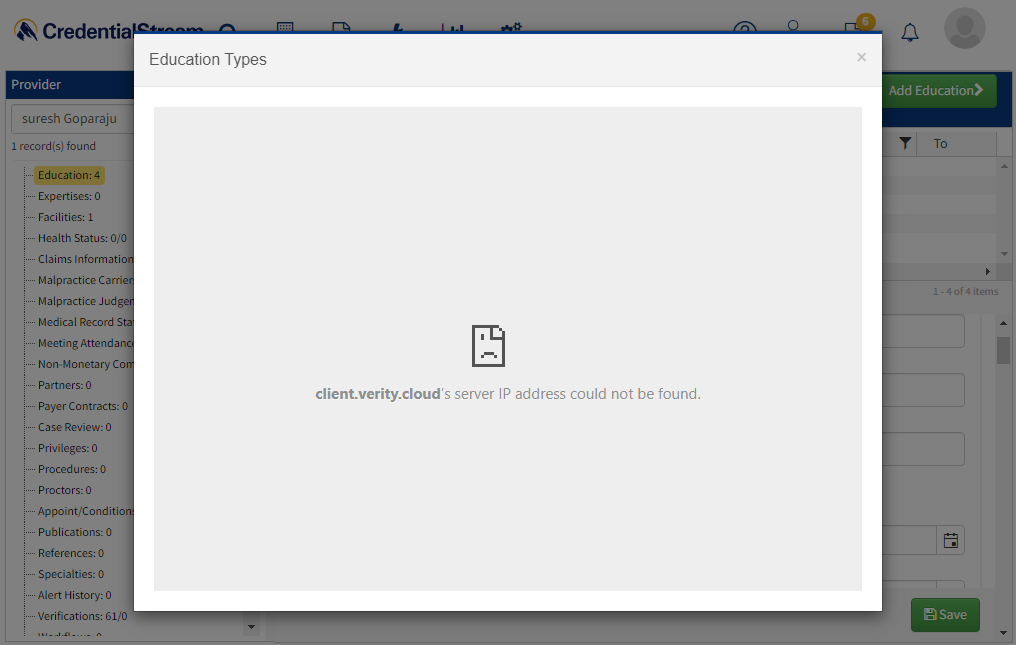 CredentialStream
6
Education Types
×
Provider
Add Education
suresh Goparaju
1 record(s) found
To
Education: 4
Expertises: 0
Facilities: 1
Health Status: 0/0
Claims Information
Malpractice Carrier
Malpractice Judgem
Medical Record Stat
Meeting Attendance
Non-Monetary Com
Partners: 0
Payer Contracts: 0
Case Review: 0
Privileges: 0
Procedures: 0
Proctors: 0
Appoint/Conditions
Publications: 0
References: 0
Specialties: 0
Alert History: 0
Verifications: 61/0
Workflows: 0
1 - 4 of 4 items
client.verity.cloud's server IP address could not be found.
Save